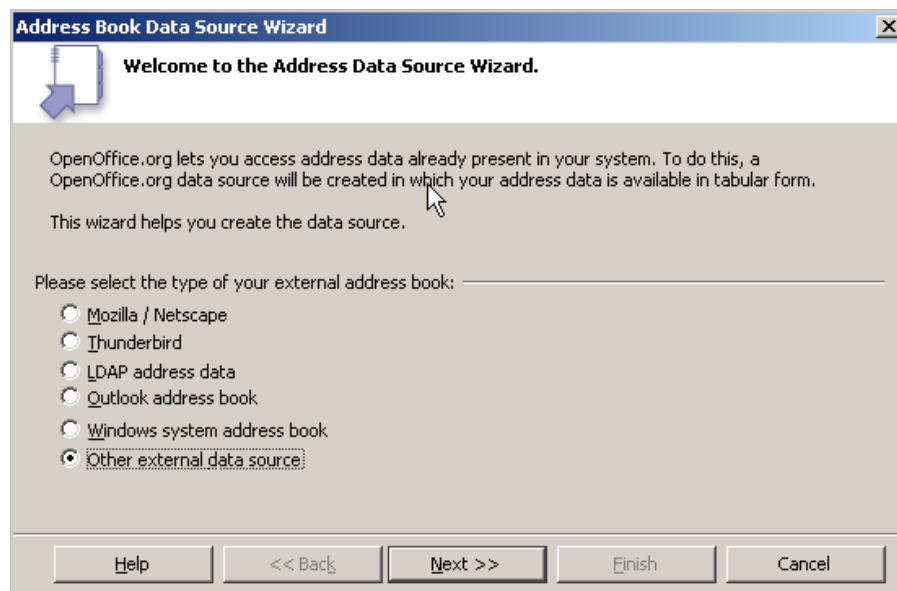 Address Book Data Source Wizard
Welcome to the Address Data Source Wizard.
OpenOffice.org lets you access address data already present in your system. To do this, a
OpenOffice.org data source will be created in which your address data is available in tabular form.
This wizard helps you create the data source.
Please select the type of your external address book:
Mozilla / Netscape
Thunderbird
LDAP address data
Outlook address book
Windows system address book
Other external data source
Help << Back Next >> Finish Cancel